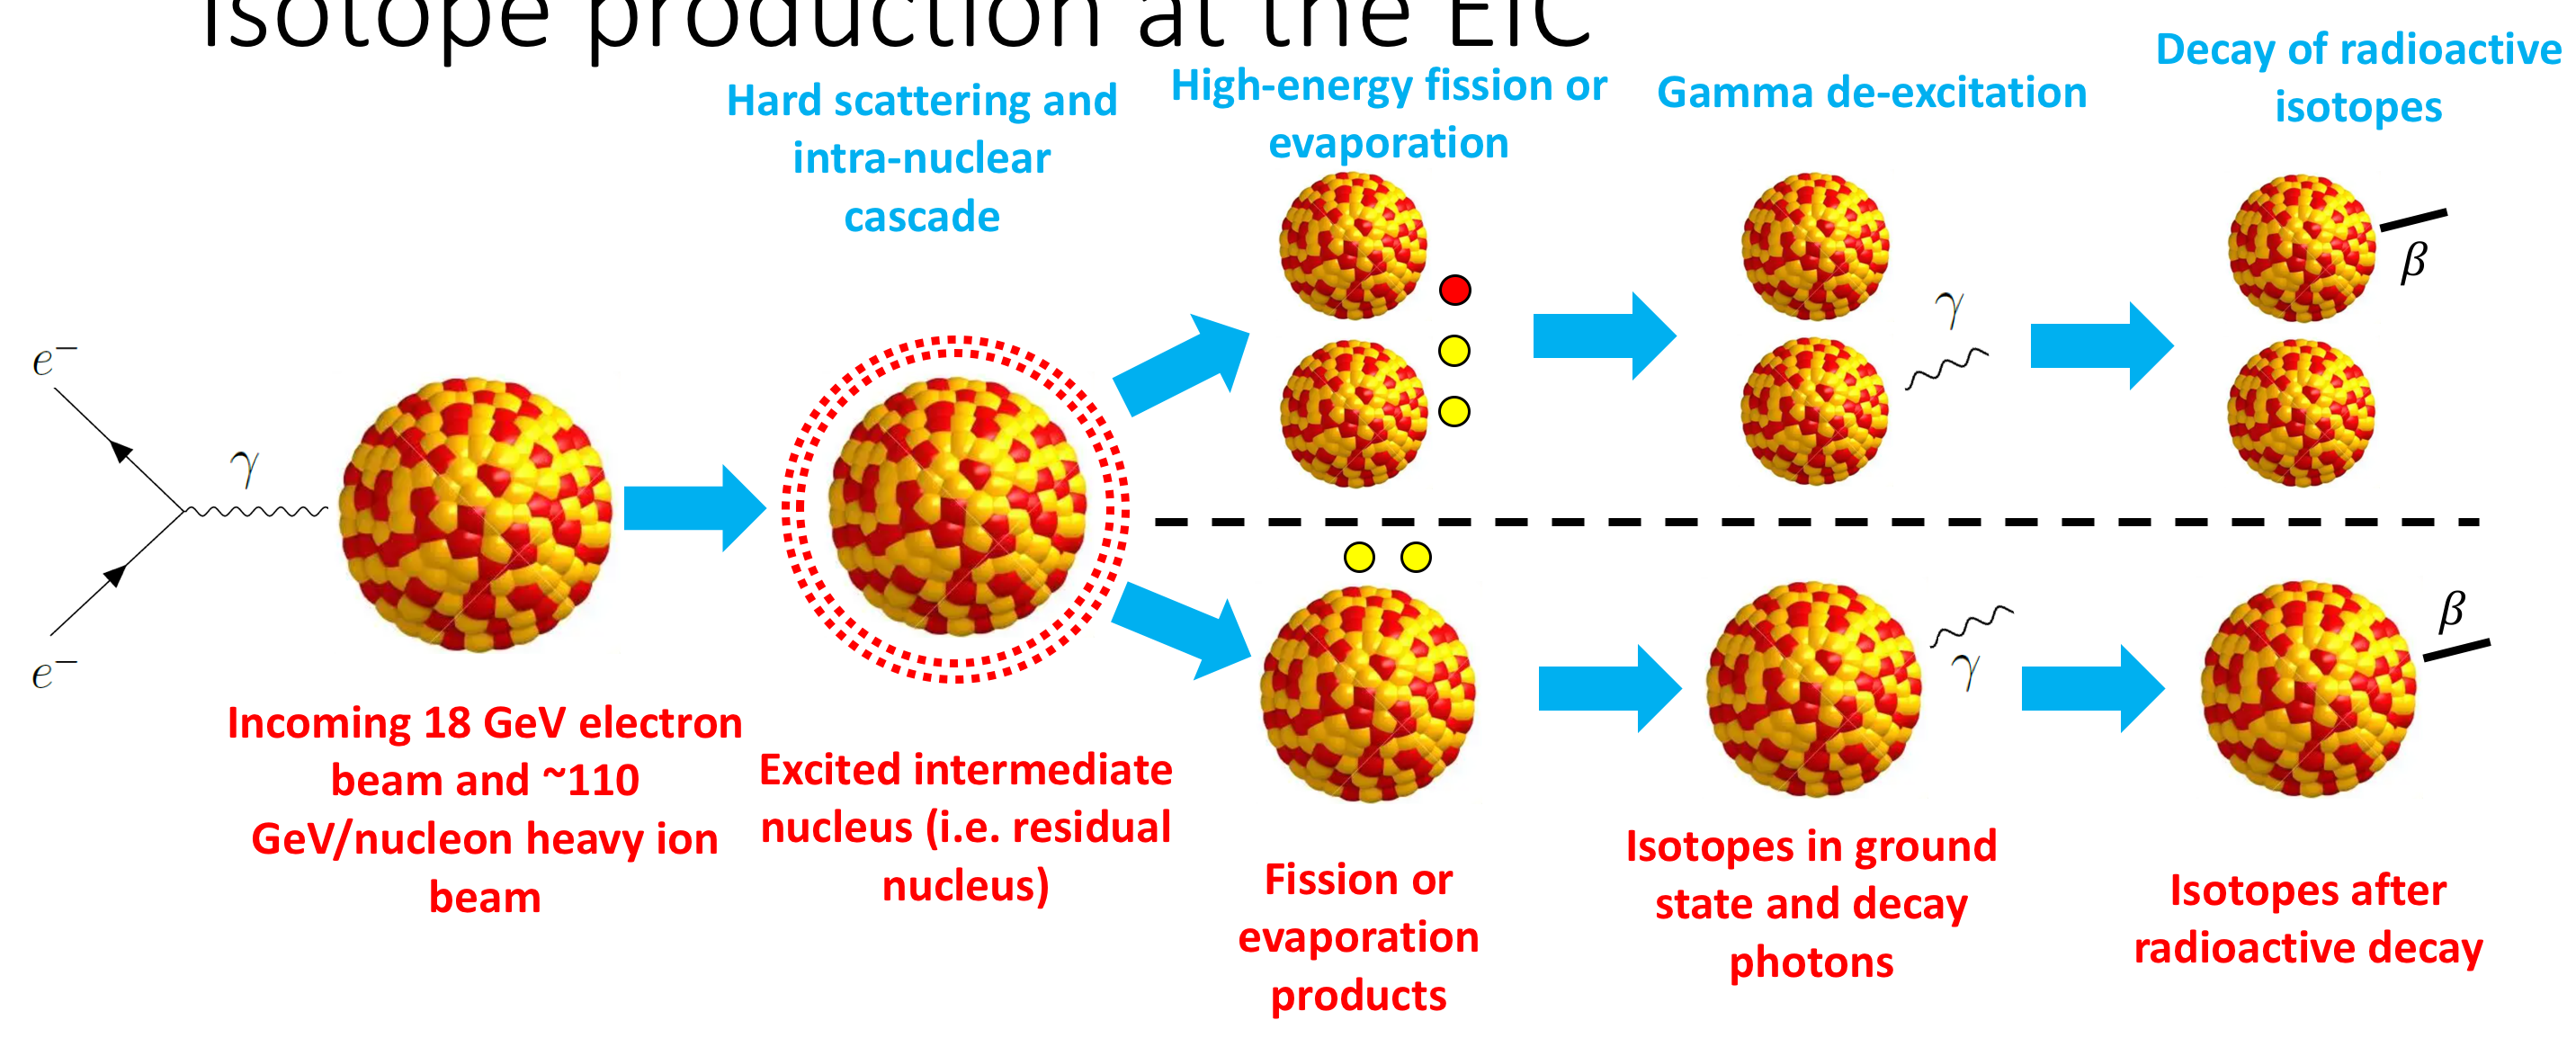 Isotope production at the EIC
Hard scattering and
intra-nuclear
cascade
High-energy fission or
evaporation
Gamma de-excitation
Decay of radioactive
isotopes
e⁻
γ
e⁻
γ
β
γ
β
Incoming 18 GeV electron
beam and ~110
GeV/nucleon heavy ion
beam
Excited intermediate
nucleus (i.e. residual
nucleus)
Fission or
evaporation
products
Isotopes in ground
state and decay
photons
Isotopes after
radioactive decay